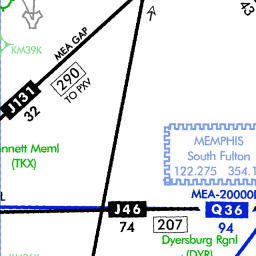 43
KM39K
MEA GAP
290
TO PXV
J131
32
nnett Meml
(TKX)
MEMPHIS
South Fulton
122.275 354.1
L
MEA-20000
J46
Q36
74
207
94
Dyersburg Rgnl
(DYR)